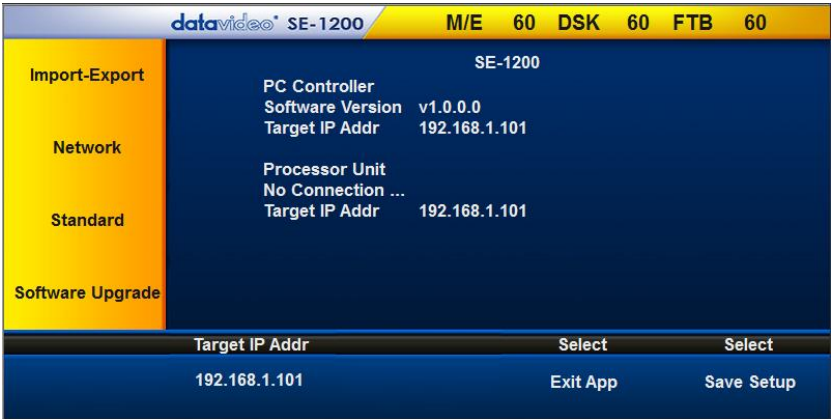 datavideo SE-1200 M/E 60 DSK 60 FTB 60
Import-Export
Network
Standard
Software Upgrade
SE-1200
PC Controller
Software Version v1.0.0.0
Target IP Addr 192.168.1.101
Processor Unit
No Connection ...
Target IP Addr 192.168.1.101
Target IP Addr Select Select
192.168.1.101 Exit App Save Setup